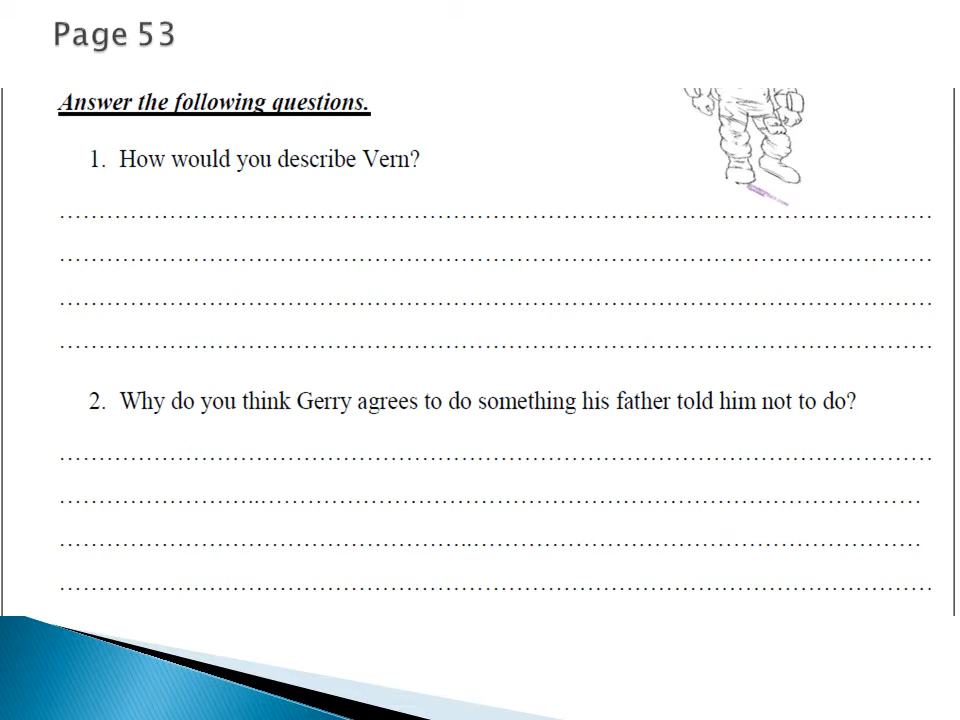 Page 53
Answer the following questions.
1. How would you describe Vern?
2. Why do you think Gerry agrees to do something his father told him not to do?